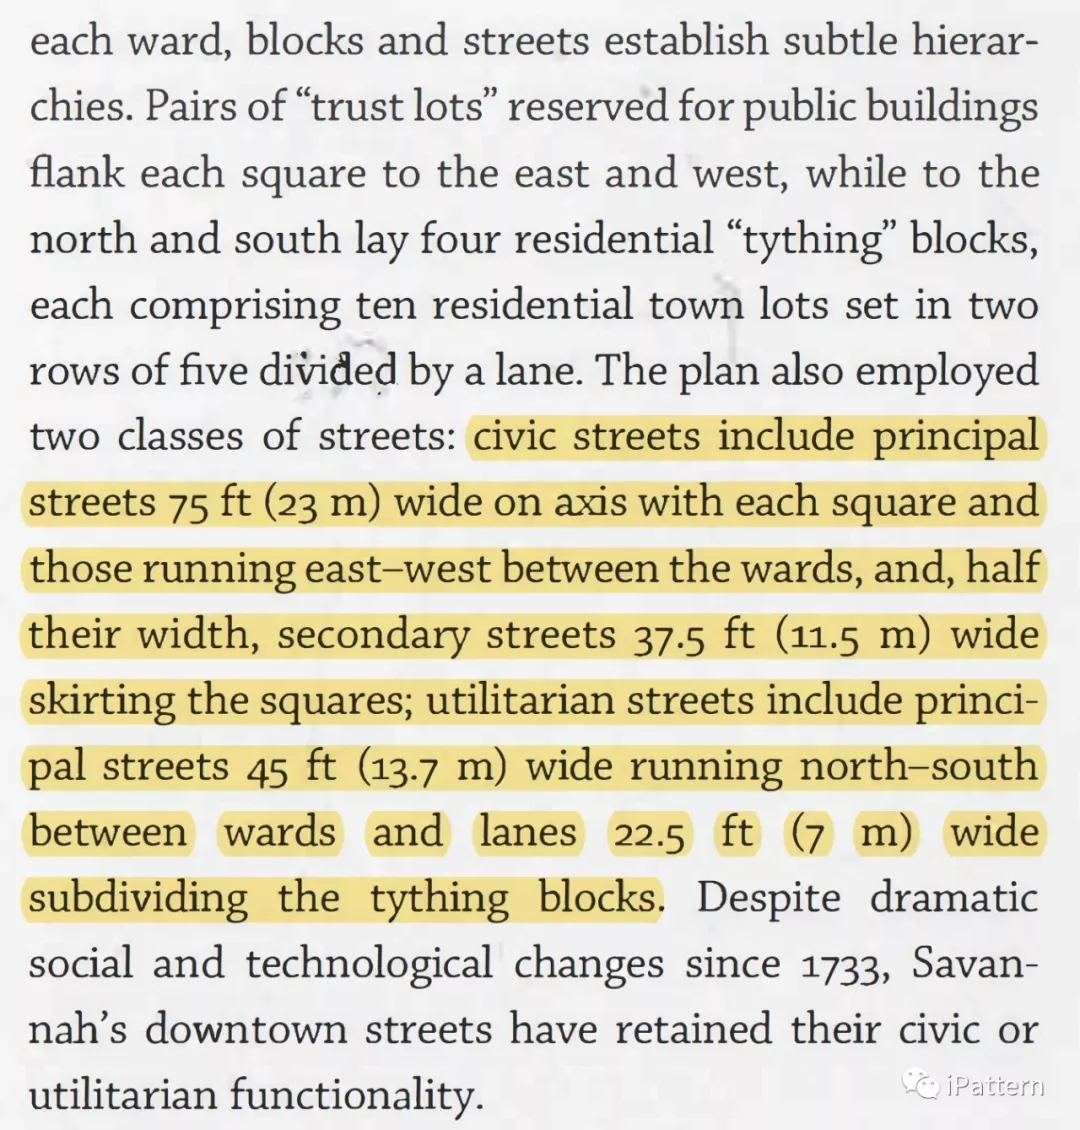 each ward, blocks and streets establish subtle hierar-
chies. Pairs of “trust lots” reserved for public buildings
flank each square to the east and west, while to the
north and south lay four residential “tything” blocks,
each comprising ten residential town lots set in two
rows of five divided by a lane. The plan also employed
two classes of streets: civic streets include principal
streets 75 ft (23 m) wide on axis with each square and
those running east–west between the wards, and, half
their width, secondary streets 37.5 ft (11.5 m) wide
skirting the squares; utilitarian streets include princi-
pal streets 45 ft (13.7 m) wide running north–south
between wards and lanes 22.5 ft (7 m) wide
subdividing the tything blocks. Despite dramatic
social and technological changes since 1733, Savan-
nah’s downtown streets have retained their civic or
utilitarian functionality.
iPattern